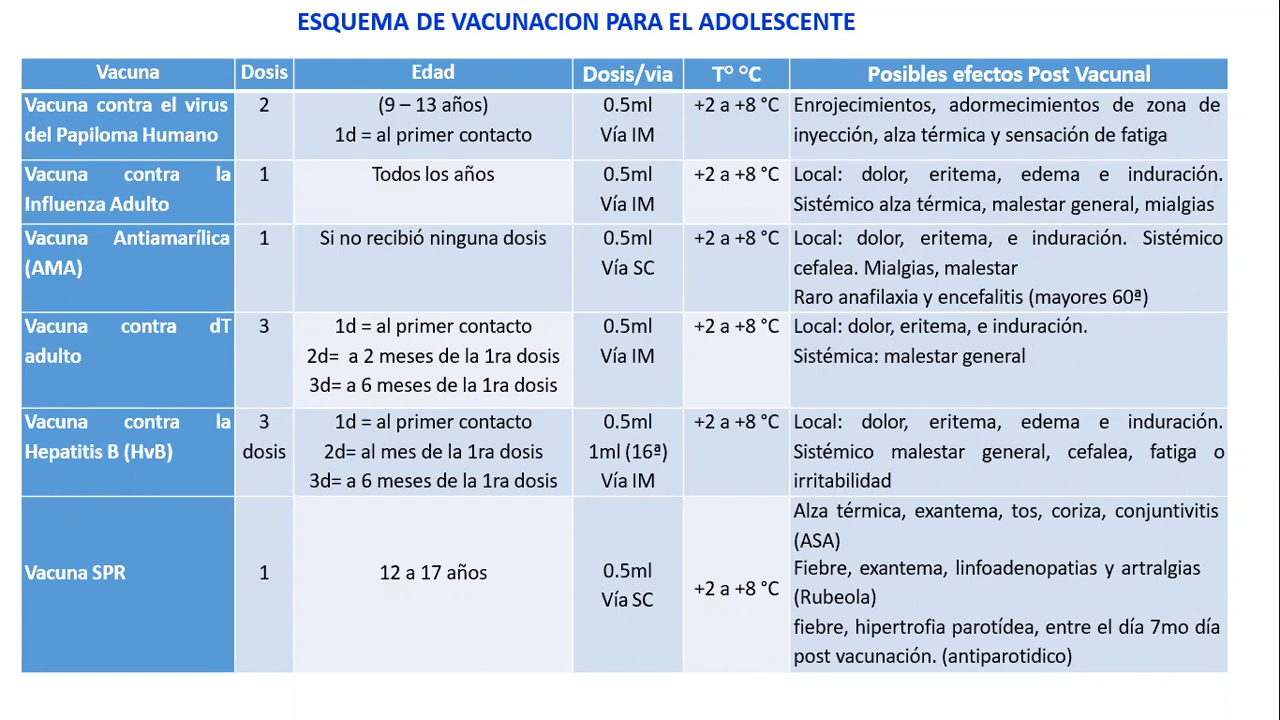 ESQUEMA DE VACUNACION PARA EL ADOLESCENTE
Vacuna Dosis Edad Dosis/via T° °C Posibles efectos Post Vacunal
Vacuna contra el virus 2 (9 – 13 años) 0.5ml +2 a +8 °C Enrojecimientos, adormecimientos de zona de
del Papiloma Humano 1d = al primer contacto Vía IM inyección, alza térmica y sensación de fatiga
Vacuna contra la 1 Todos los años 0.5ml +2 a +8 °C Local: dolor, eritema, edema e induración.
Influenza Adulto Vía IM Sistémico alza térmica, malestar general, mialgias
Vacuna Antiamarílica 1 Si no recibió ninguna dosis 0.5ml +2 a +8 °C Local: dolor, eritema, e induración. Sistémico
(AMA) Vía SC cefalea. Mialgias, malestar
Raro anafilaxia y encefalitis (mayores 60ª)
Vacuna contra dT 3 1d = al primer contacto 0.5ml +2 a +8 °C Local: dolor, eritema, e induración.
adulto 2d= a 2 meses de la 1ra dosis Vía IM Sistémica: malestar general
3d= a 6 meses de la 1ra dosis
Vacuna contra la 3 1d = al primer contacto 0.5ml +2 a +8 °C Local: dolor, eritema, edema e induración.
Hepatitis B (HvB) dosis 2d= al mes de la 1ra dosis 1ml (16ª) Sistémico malestar general, cefalea, fatiga o
3d= a 6 meses de la 1ra dosis Vía IM irritabilidad
Alza térmica, exantema, tos, coriza, conjuntivitis
(ASA)
Vacuna SPR 1 12 a 17 años 0.5ml +2 a +8 °C Fiebre, exantema, linfoadenopatias y artralgias
Vía SC (Rubeola)
fiebre, hipertrofia parotídea, entre el día 7mo día
post vacunación. (antiparotidico)